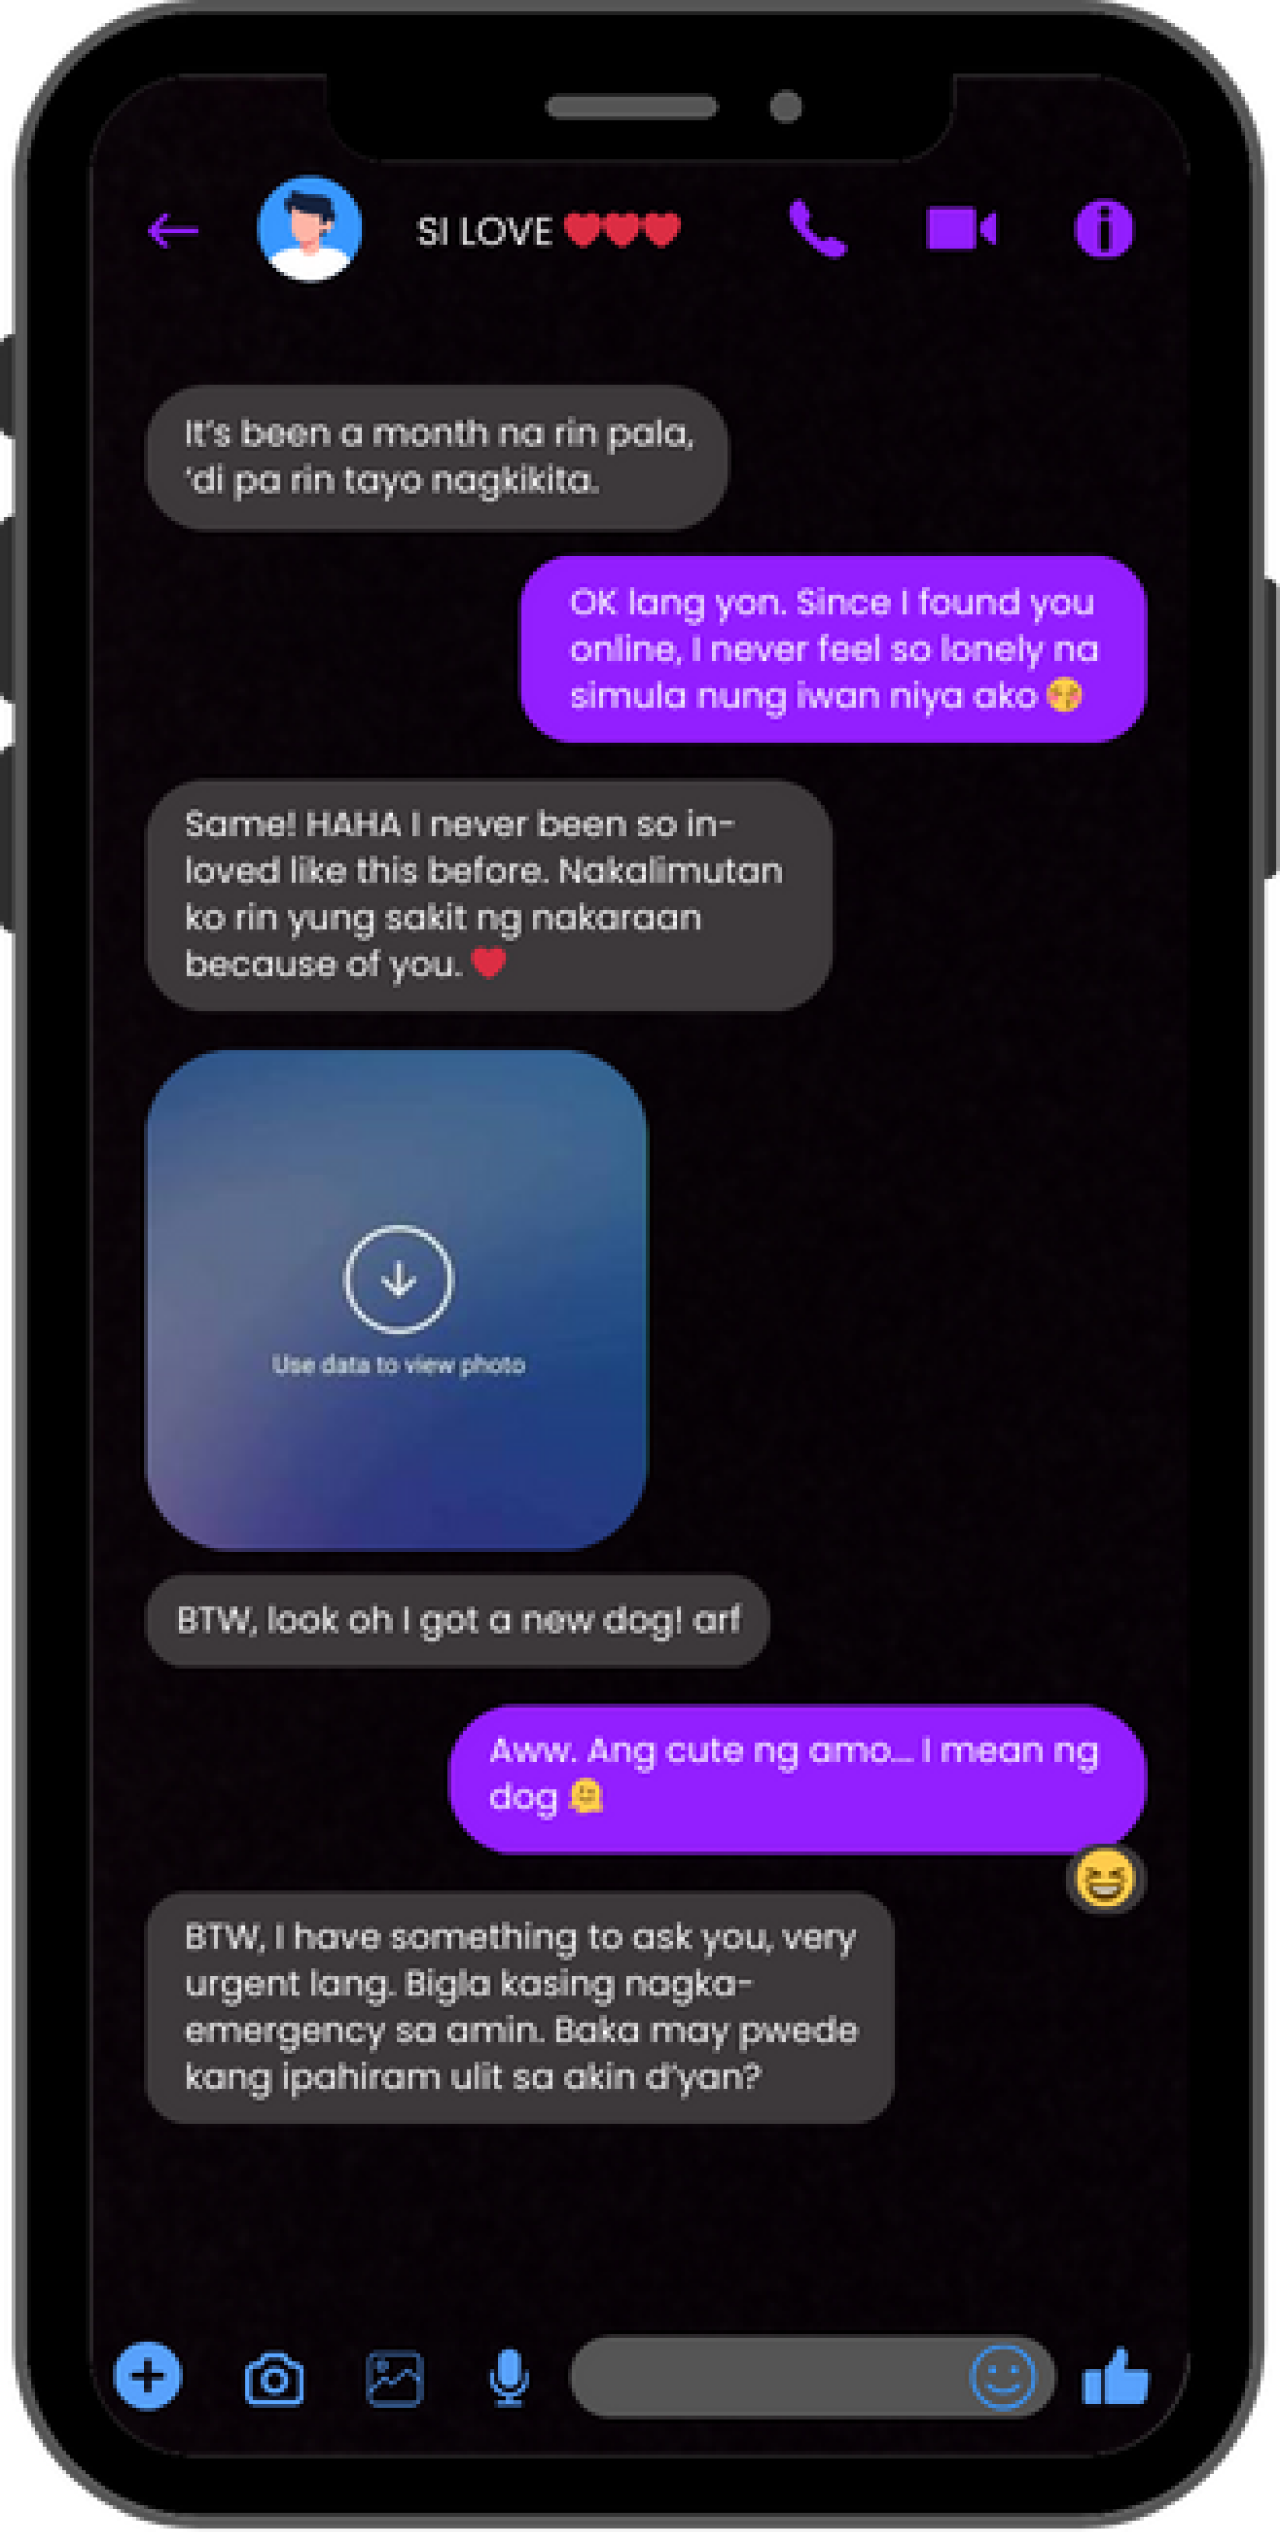 SI LOVE ❤️❤️❤️
It's been a month na rin pala,
'di pa rin tayo nagkikita.
OK lang yon. Since I found you
online, I never feel so lonely na
simula nung iwan niya ako 😚
Same! HAHA I never been so in-
loved like this before. Nakalimutan
ko rin yung sakit ng nakaraan
because of you. ❤️
Use data to view photo
BTW, look oh I got a new dog! arf
Aww. Ang cute ng amo... I mean ng
dog 🫠
😆
BTW, I have something to ask you, very
urgent lang. Bigla kasing nagka-
emergency sa amin. Baka may pwede
kang ipahiram ulit sa akin d'yan?